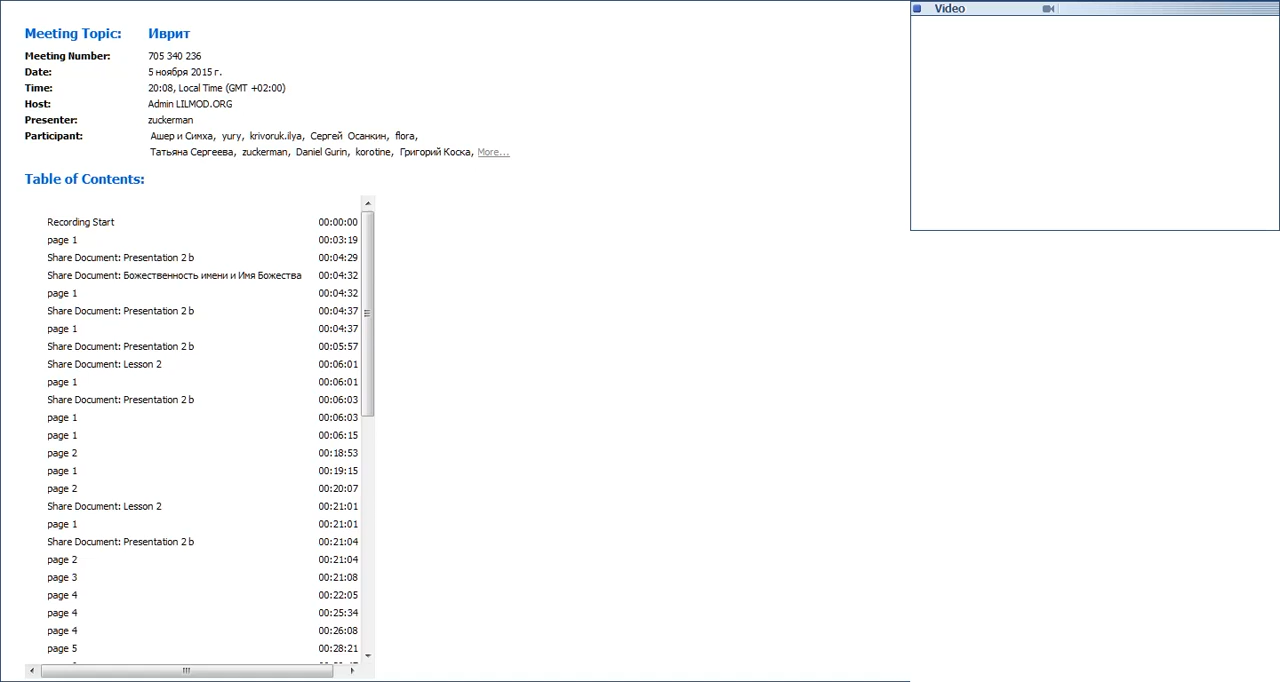 Video
Meeting Topic: Иврит
Meeting Number: 705 340 236
Date: 5 ноября 2015 г.
Time: 20:08, Local Time (GMT +02:00)
Host: Admin LILMOD.ORG
Presenter: zuckerman
Participant: Ашер и Симха, yury, krivoruk.ilya, Сергей Осанкин, flora,
Татьяна Сергеева, zuckerman, Daniel Gurin, korotine, Григорий Коска, More...
Table of Contents:
Recording Start 00:00:00
page 1 00:03:19
Share Document: Presentation 2 b 00:04:29
Share Document: Божественность имени и Имя Божества 00:04:32
page 1 00:04:32
Share Document: Presentation 2 b 00:04:37
page 1 00:04:37
Share Document: Presentation 2 b 00:05:57
Share Document: Lesson 2 00:06:01
page 1 00:06:01
Share Document: Presentation 2 b 00:06:03
page 1 00:06:03
page 1 00:06:15
page 2 00:18:53
page 1 00:19:15
page 2 00:20:07
Share Document: Lesson 2 00:21:01
page 1 00:21:01
Share Document: Presentation 2 b 00:21:04
page 2 00:21:04
page 3 00:21:08
page 4 00:22:05
page 4 00:25:34
page 4 00:26:08
page 5 00:28:21